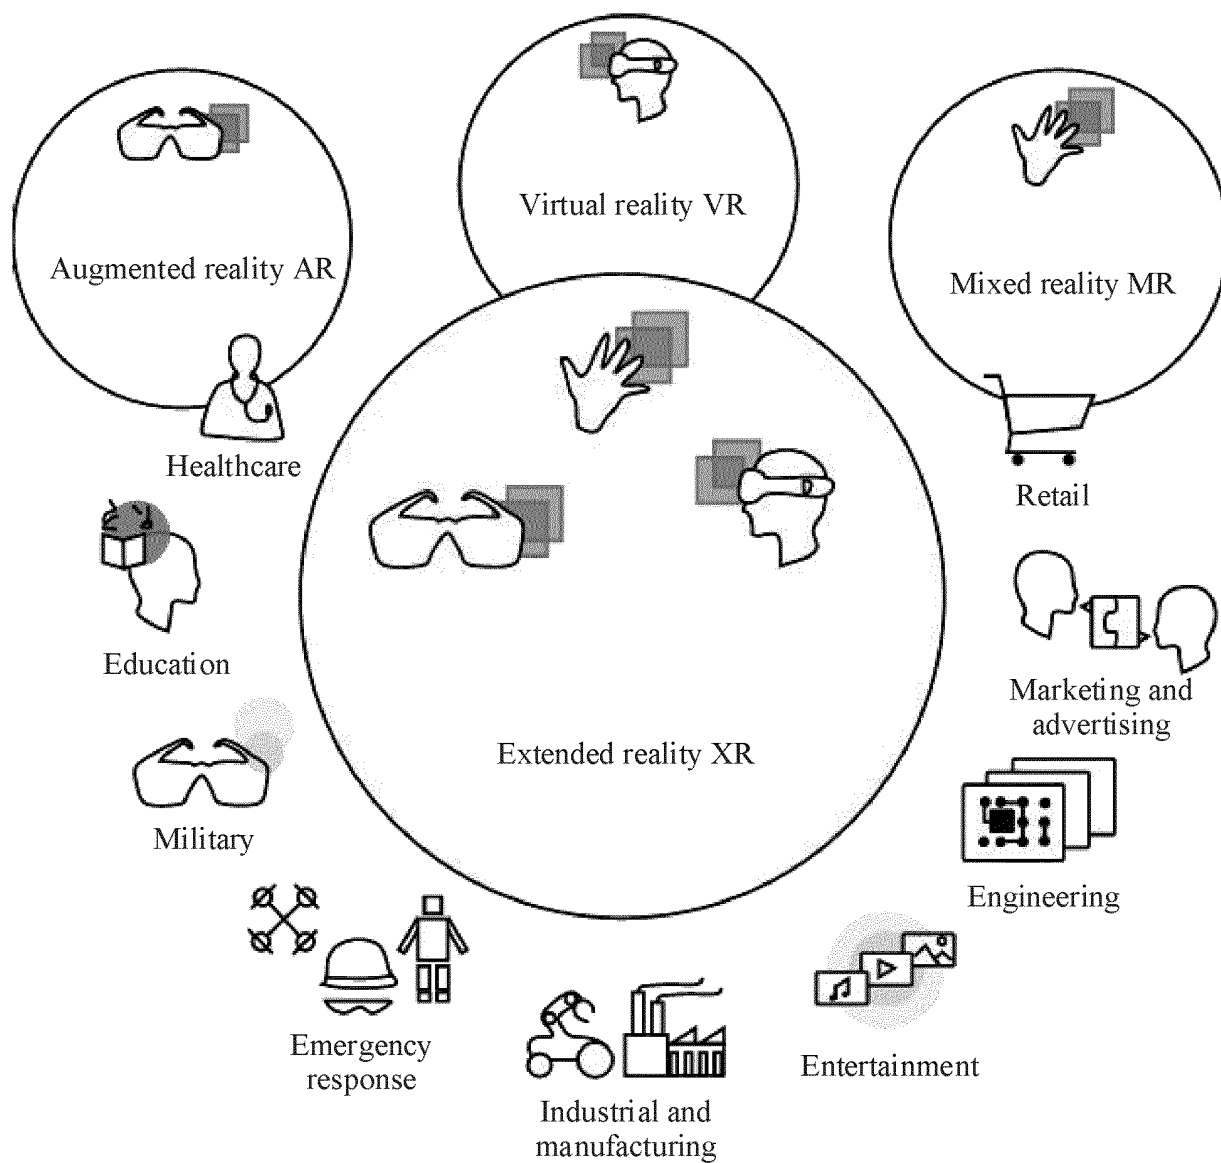 Virtual reality VR
Augmented reality AR
Mixed reality MR
Healthcare
Retail
Education
Marketing and
advertising
Extended reality XR
Military
Engineering
Emergency
response
Entertainment
Industrial and
manufacturing